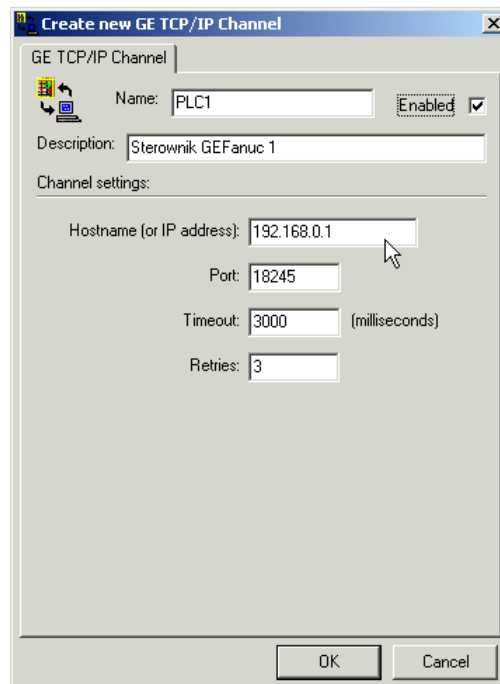 Create new GE TCP/IP Channel
GE TCP/IP Channel
Name: PLC1 Enabled
Description: Sterownik GEFanuc 1
Channel settings:
Hostname (or IP address): 192.168.0.1
Port: 18245
Timeout: 3000 (milliseconds)
Retries: 3
OK Cancel